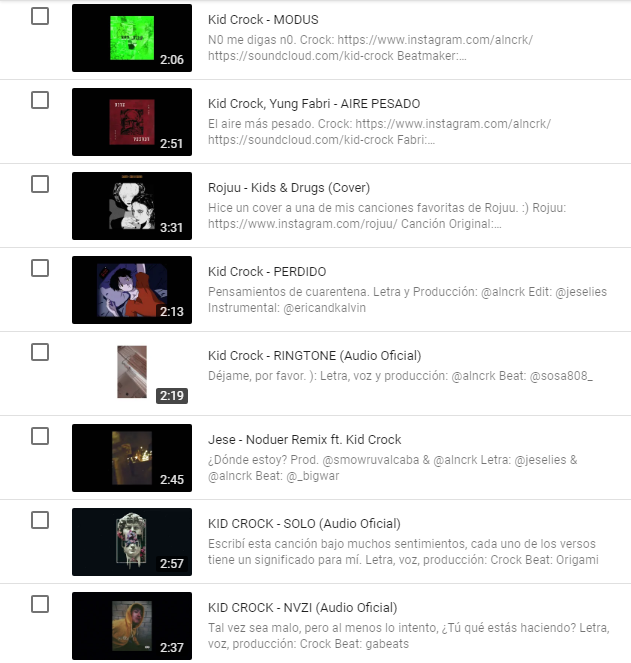 Kid Crock - MODUS
N0 me digas n0. Crock: https://www.instagram.com/alncrk/
https://soundcloud.com/kid-crock Beatmaker:...
2:06
Kid Crock, Yung Fabri - AIRE PESADO
El aire más pesado. Crock: https://www.instagram.com/alncrk/
https://soundcloud.com/kid-crock Fabri:...
2:51
Rojuu - Kids & Drugs (Cover)
Hice un cover a una de mis canciones favoritas de Rojuu. :) Rojuu:
https://www.instagram.com/rojuu/ Canción Original:...
3:31
Kid Crock - PERDIDO
Pensamientos de cuarentena. Letra y Producción: @alncrk Edit: @jeselies
Instrumental: @ericandkalvin
2:13
Kid Crock - RINGTONE (Audio Oficial)
Déjame, por favor. ): Letra, voz y producción: @alncrk Beat: @sosa808_
2:19
Jese - Noduer Remix ft. Kid Crock
¿Dónde estoy? Prod. @smowruvalcaba & @alncrk Letra: @jeselies &
@alncrk Beat: @_bigwar
2:45
KID CROCK - SOLO (Audio Oficial)
Escribí esta canción bajo muchos sentimientos, cada uno de los versos
tiene un significado para mí. Letra, voz, producción: Crock Beat: Origami
2:57
KID CROCK - NVZI (Audio Oficial)
Tal vez sea malo, pero al menos lo intento, ¿Tú qué estás haciendo? Letra,
voz, producción: Crock Beat: gabeats
2:37